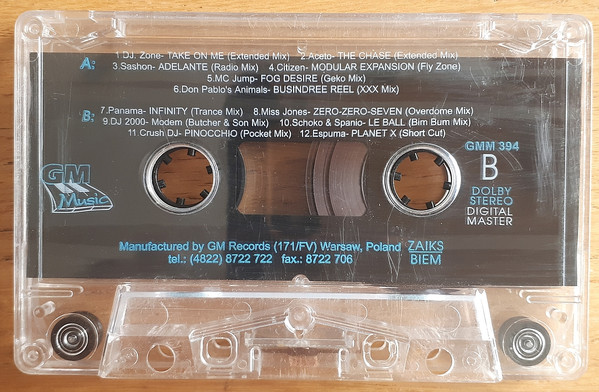 A: 1.DJ. Zone- TAKE ON ME (Extended Mix) 2.Aceto- THE CHASE (Extended Mix)
3.Sashon- ADELANTE (Radio Mix) 4.Citizen- MODULAR EXPANSION (Fly Zone)
5.MC Jump- FOG DESIRE (Geko Mix)
6.Don Pablo's Animals- BUSINDREE REEL (XXX Mix)
B: 7.Panama- INFINITY (Trance Mix) 8.Miss Jones- ZERO-ZERO-SEVEN (Overdome Mix)
9.DJ 2000- Modem (Butcher & Son Mix) 10.Schoko & Spanio- LE BALL (Bim Bum Mix)
11.Crush DJ- PINOCCHIO (Pocket Mix) 12.Espuma- PLANET X (Short Cut)
GM
Music
GMM 394
B
DOLBY
STEREO
DIGITAL
MASTER
Manufactured by GM Records (171/FV) Warsaw, Poland
tel.: (4822) 8722 722 fax.: 8722 706
ZAIKS
BIEM